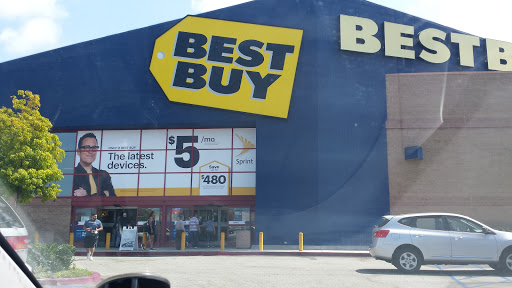 BEST
BUY
BEST B
The latest
devices.
$5/mo
Sprint
Save
$480